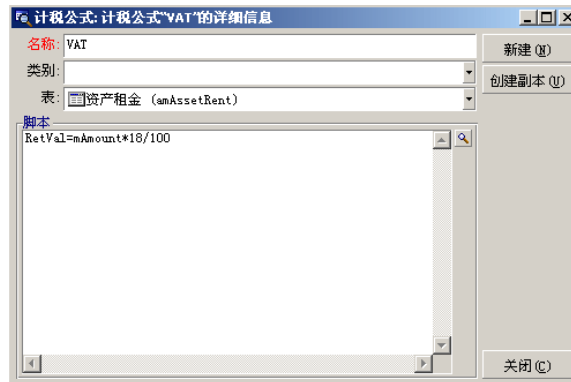 计税公式: 计税公式"VAT"的详细信息
名称: VAT
新建(N)
类别:
创建副本(U)
表: 资产租金 (amAssetRent)
脚本
RetVal=mAmount*18/100
关闭(C)